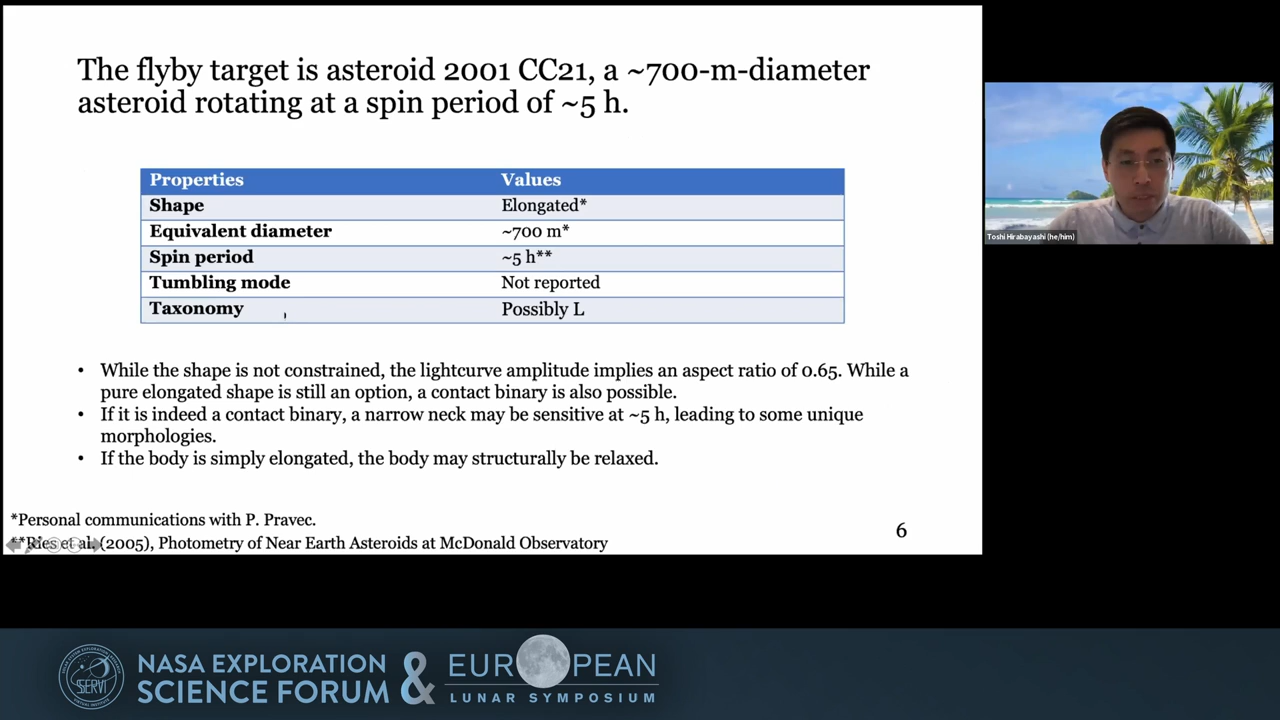 The flyby target is asteroid 2001 CC21, a ~700-m-diameter
asteroid rotating at a spin period of ~5 h.
Properties Values
Shape Elongated*
Equivalent diameter ~700 m*
Spin period ~5 h**
Tumbling mode Not reported
Taxonomy Possibly L
• While the shape is not constrained, the lightcurve amplitude implies an aspect ratio of 0.65. While a
pure elongated shape is still an option, a contact binary is also possible.
• If it is indeed a contact binary, a narrow neck may be sensitive at ~5 h, leading to some unique
morphologies.
• If the body is simply elongated, the body may structurally be relaxed.
*Personal communications with P. Pravec.
**Ries et al. (2005), Photometry of Near Earth Asteroids at McDonald Observatory
6
Toshi Hirabayashi (he/him)
SSERVI
NASA EXPLORATION
SCIENCE FORUM
&
EUROPEAN
LUNAR SYMPOSIUM